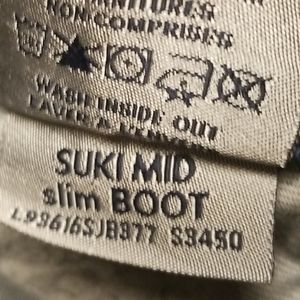 NON:COMPRISES
WASH INSIDE OUT
SUKI MID
slim BOOT
L93616SJB377 S3450